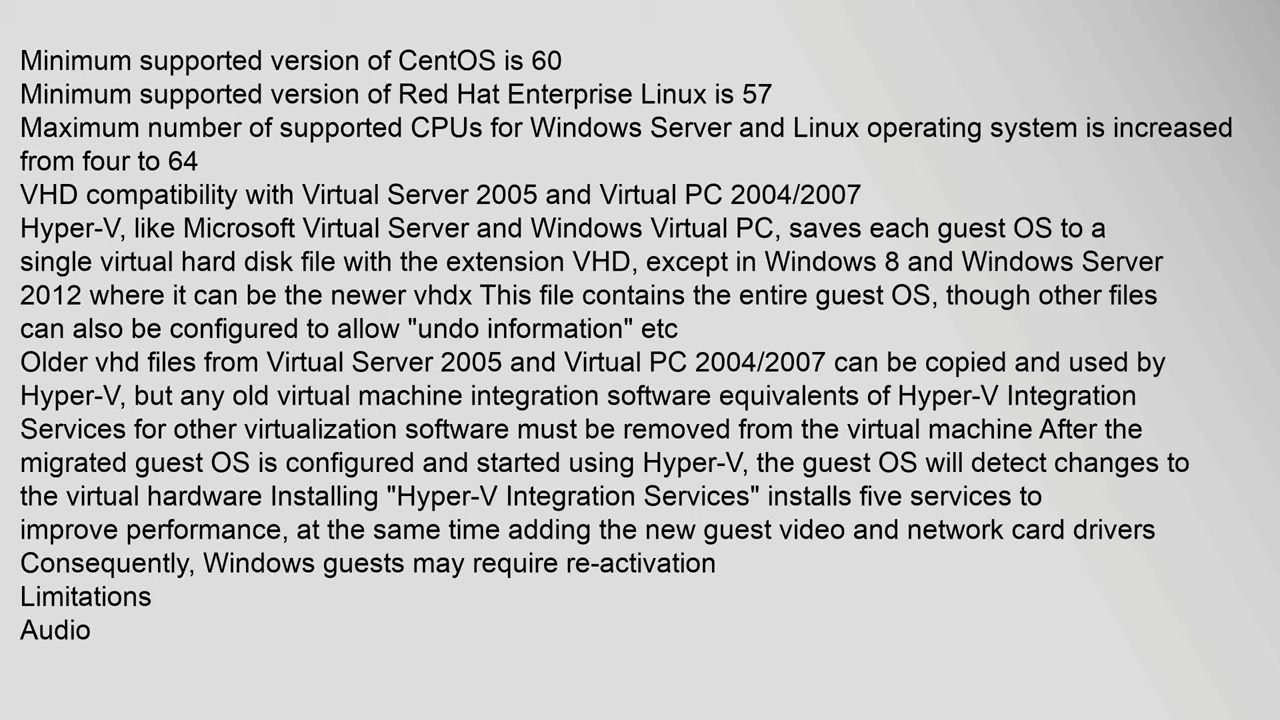 Minimum supported version of CentOS is 60
Minimum supported version of Red Hat Enterprise Linux is 57
Maximum number of supported CPUs for Windows Server and Linux operating system is increased
from four to 64
VHD compatibility with Virtual Server 2005 and Virtual PC 2004/2007
Hyper-V, like Microsoft Virtual Server and Windows Virtual PC, saves each guest OS to a
single virtual hard disk file with the extension VHD, except in Windows 8 and Windows Server
2012 where it can be the newer vhdx This file contains the entire guest OS, though other files
can also be configured to allow "undo information" etc
Older vhd files from Virtual Server 2005 and Virtual PC 2004/2007 can be copied and used by
Hyper-V, but any old virtual machine integration software equivalents of Hyper-V Integration
Services for other virtualization software must be removed from the virtual machine After the
migrated guest OS is configured and started using Hyper-V, the guest OS will detect changes to
the virtual hardware Installing "Hyper-V Integration Services" installs five services to
improve performance, at the same time adding the new guest video and network card drivers
Consequently, Windows guests may require re-activation
Limitations
Audio